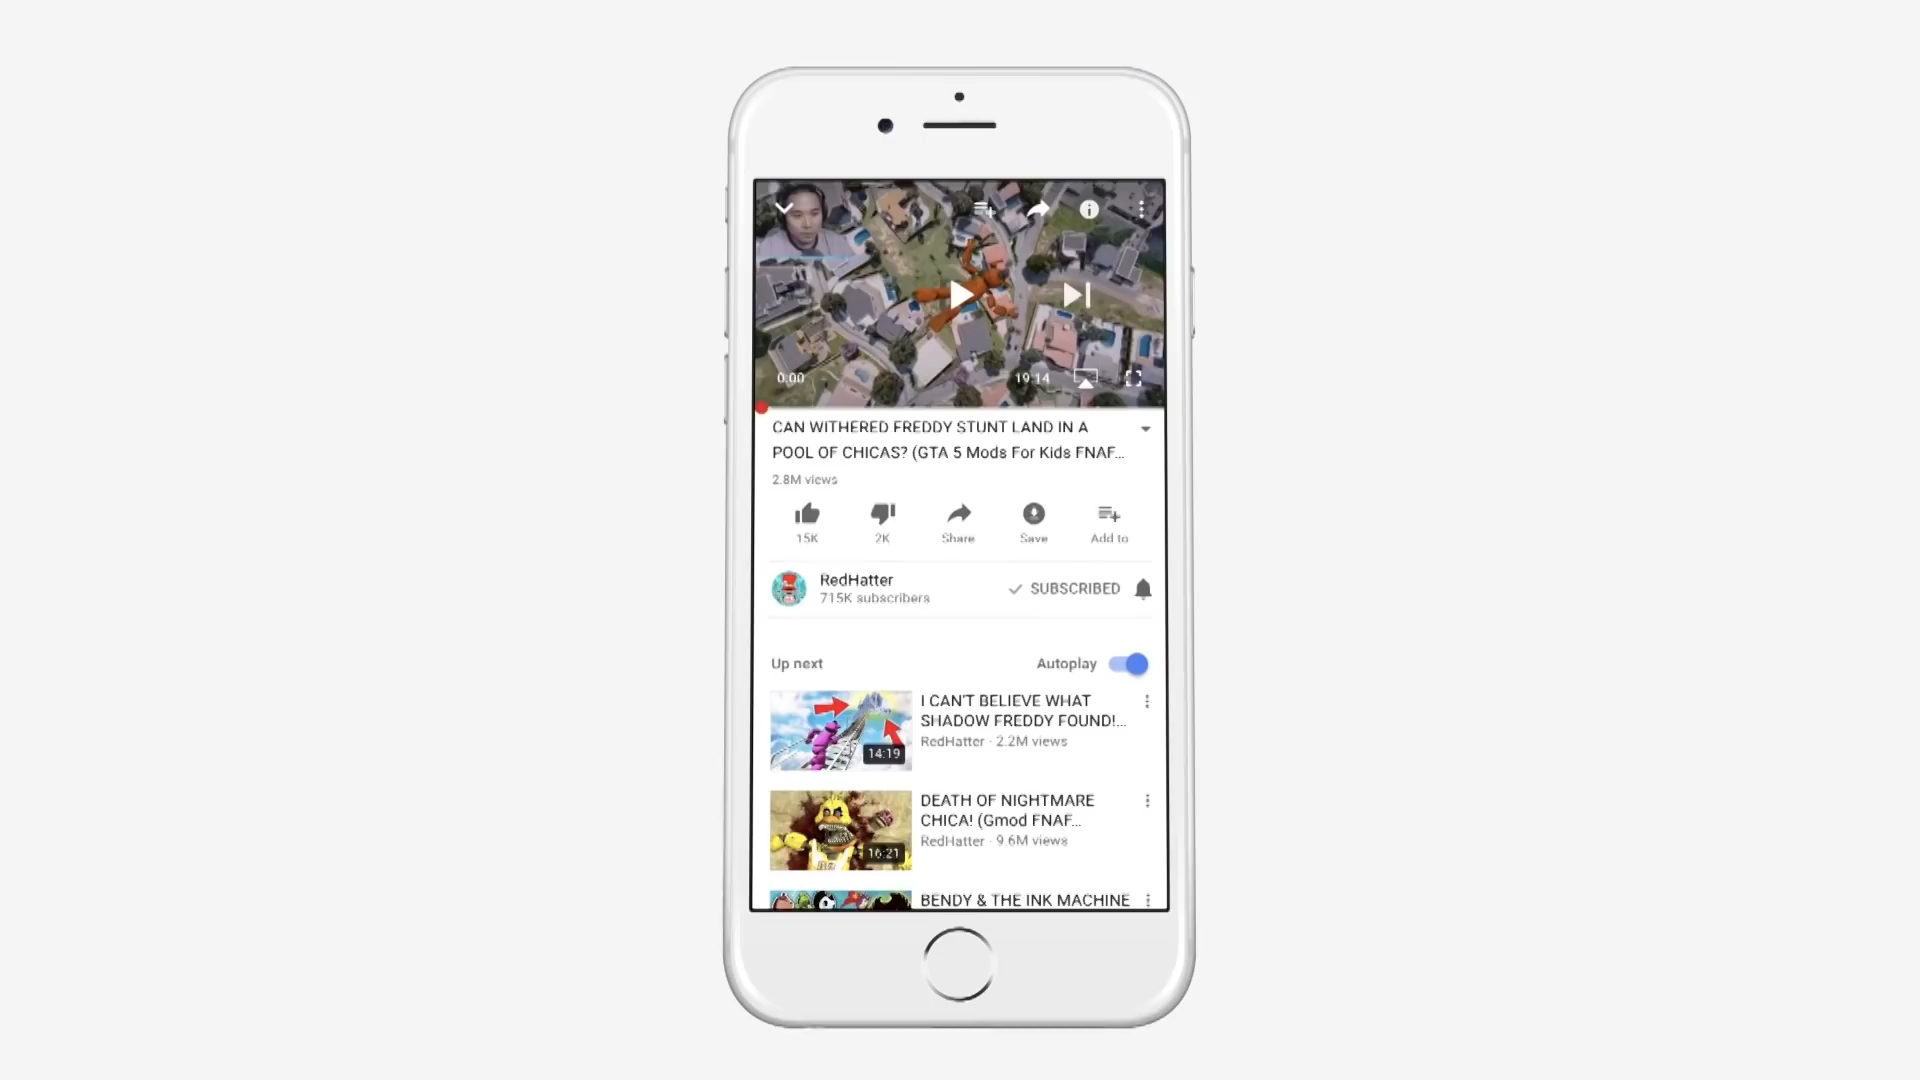 0:00
19:14
CAN WITHERED FREDDY STUNT LAND IN A
POOL OF CHICAS? (GTA 5 Mods For Kids FNAF...
2.8M views
15K
2K
Share
Save
Add to
RedHatter
715K subscribers
SUBSCRIBED
Up next
Autoplay
14:19
I CAN'T BELIEVE WHAT
SHADOW FREDDY FOUND!...
RedHatter · 2.2M views
16:21
DEATH OF NIGHTMARE
CHICA! (Gmod FNAF...
RedHatter · 9.6M views
BENDY & THE INK MACHINE